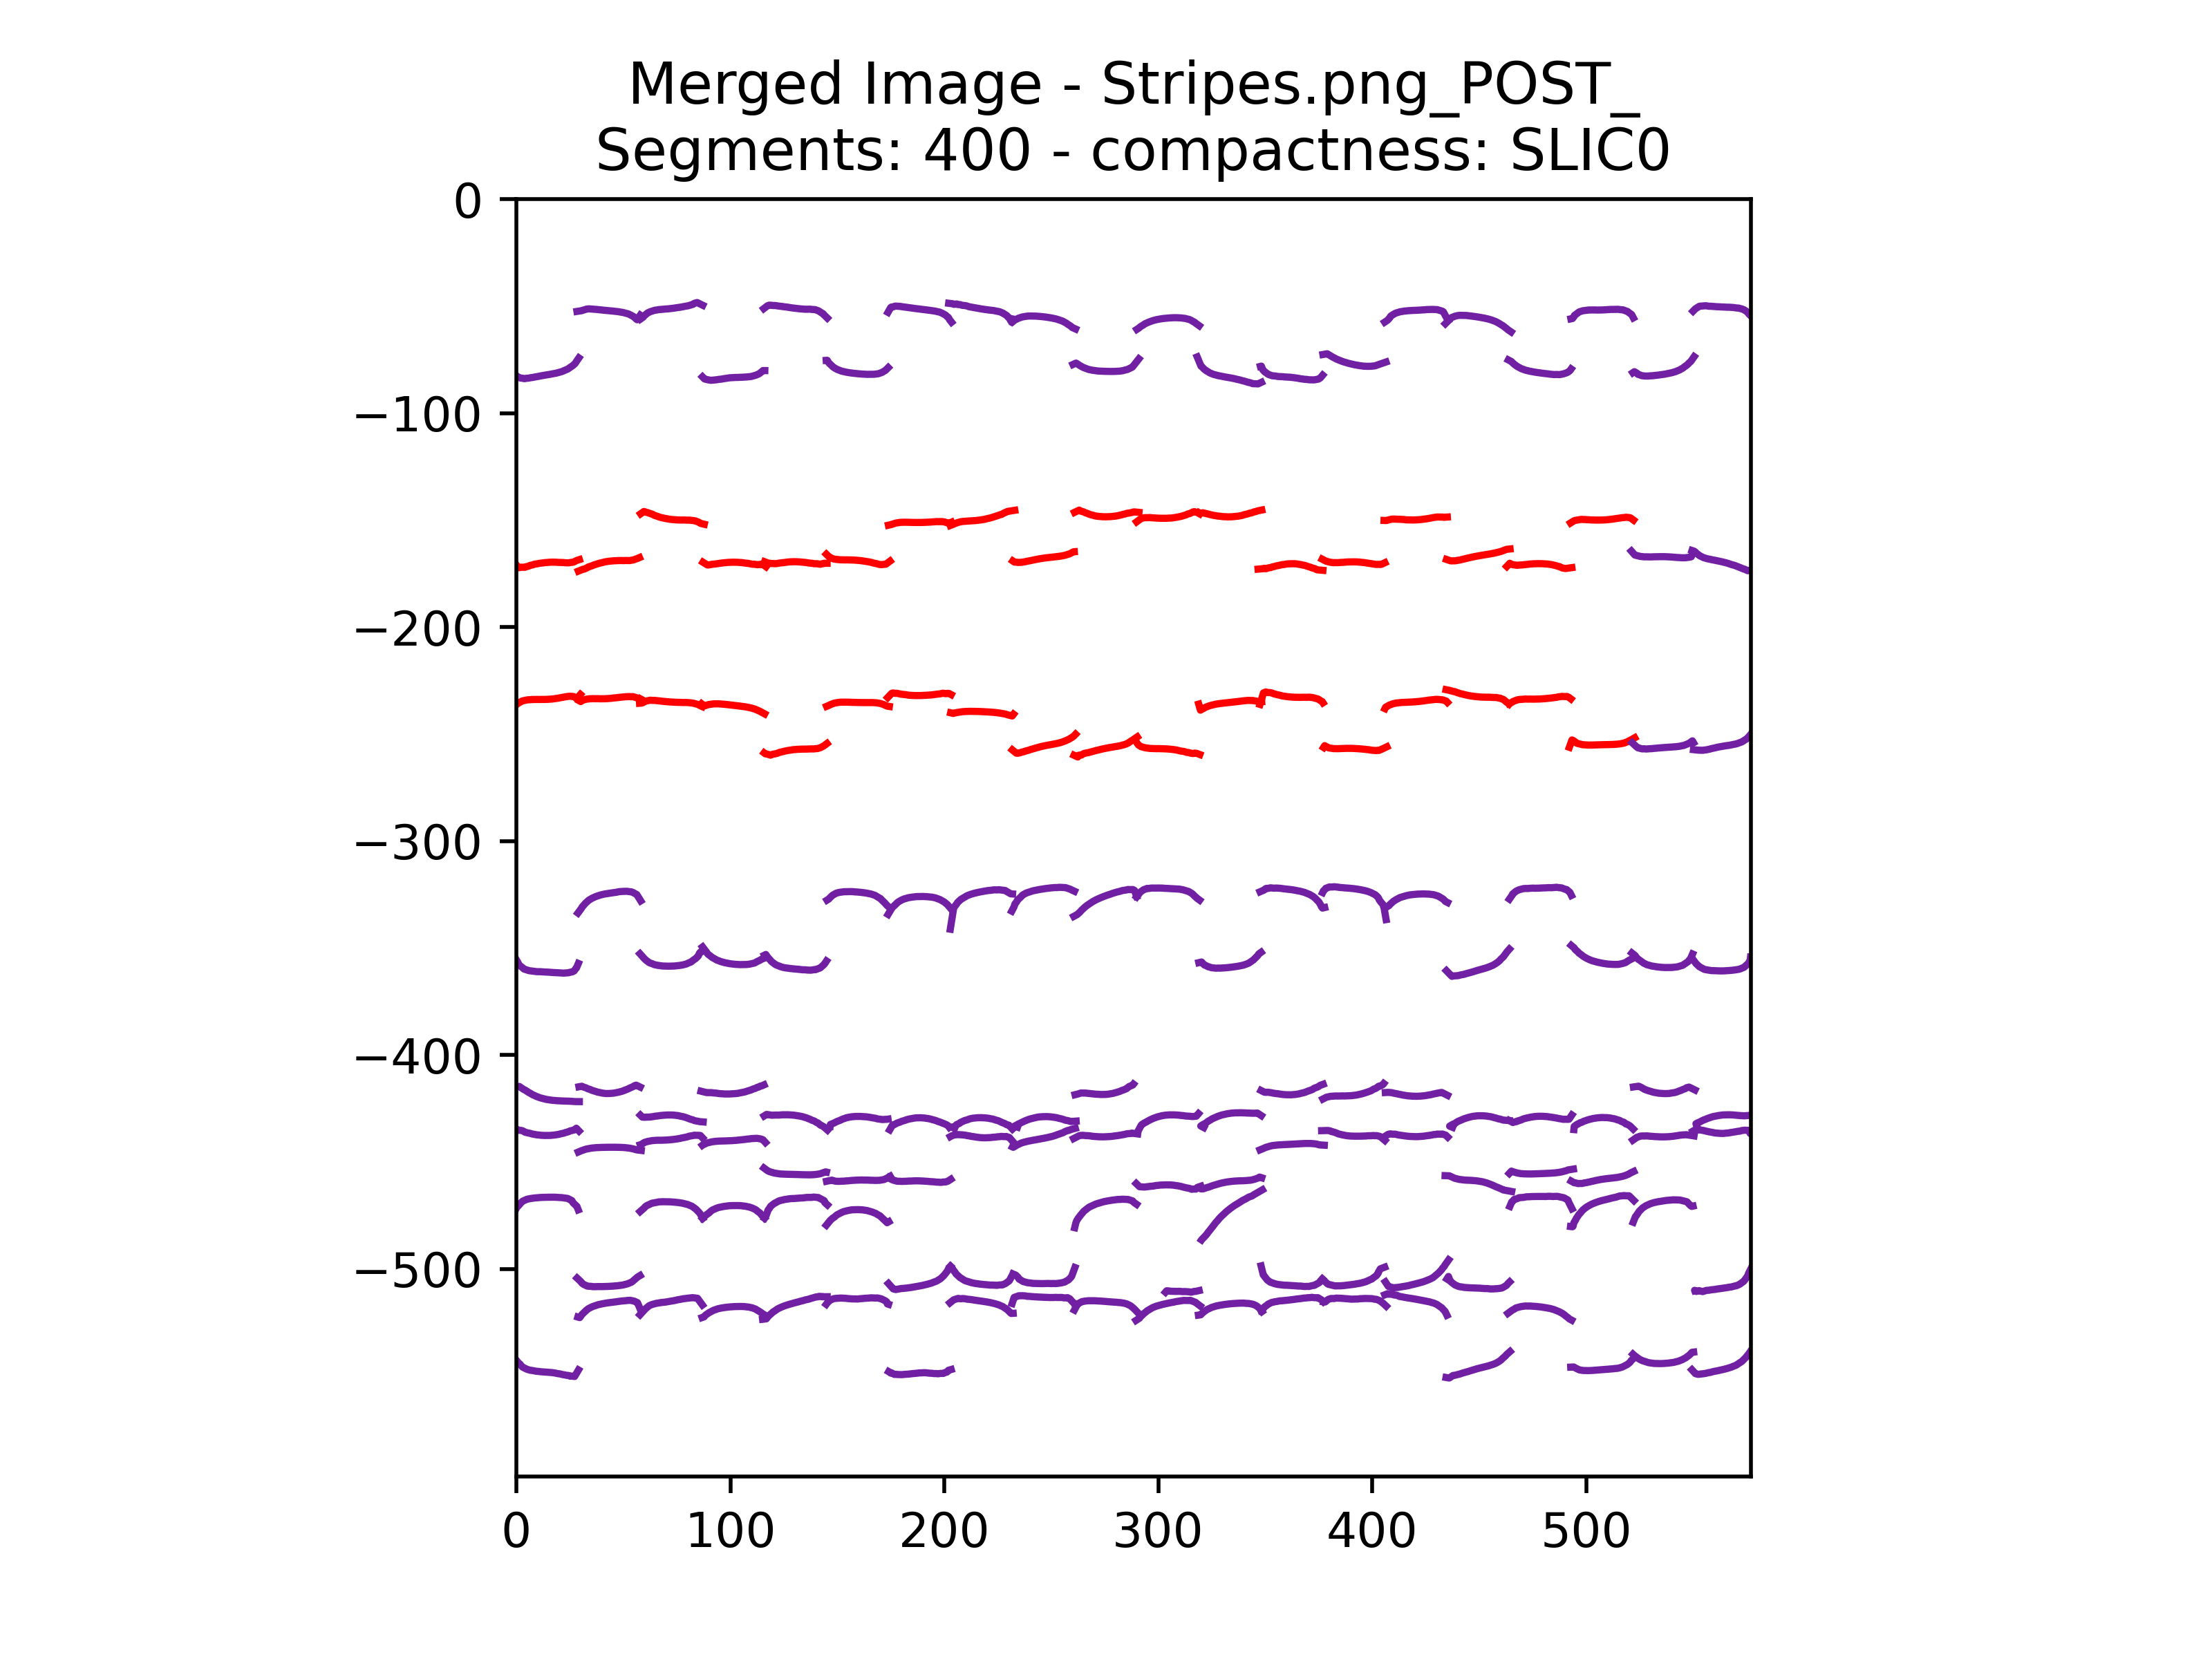 Merged Image - Stripes.png_POST_
Segments: 400 - compactness: SLIC0
0
−100
−200
−300
−400
−500
0 100 200 300 400 500